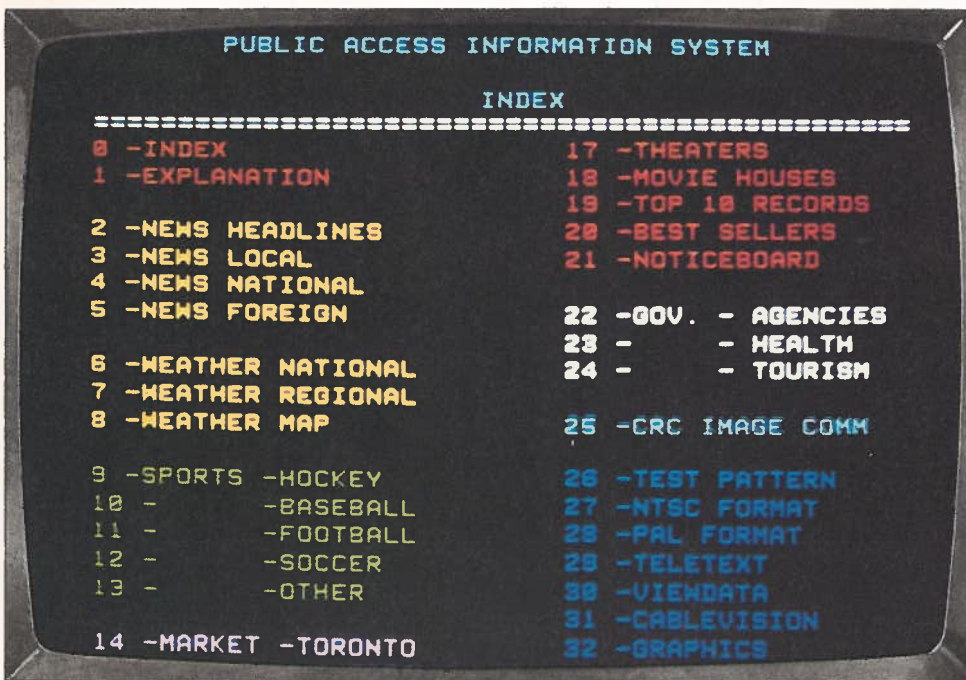 PUBLIC ACCESS INFORMATION SYSTEM
INDEX
0 -INDEX
1 -EXPLANATION
2 -NEWS HEADLINES
3 -NEWS LOCAL
4 -NEWS NATIONAL
5 -NEWS FOREIGN
6 -WEATHER NATIONAL
7 -WEATHER REGIONAL
8 -WEATHER MAP
9 -SPORTS -HOCKEY
10 - -BASEBALL
11 - -FOOTBALL
12 - -SOCCER
13 - -OTHER
14 -MARKET -TORONTO
17 -THEATERS
18 -MOVIE HOUSES
19 -TOP 10 RECORDS
20 -BEST SELLERS
21 -NOTICEBOARD
22 -GOV. - AGENCIES
23 - - HEALTH
24 - - TOURISM
25 -CRC IMAGE COMM
26 -TEST PATTERN
27 -NTSC FORMAT
28 -PAL FORMAT
29 -TELETEXT
30 -VIEWDATA
31 -CABLEVISION
32 -GRAPHICS